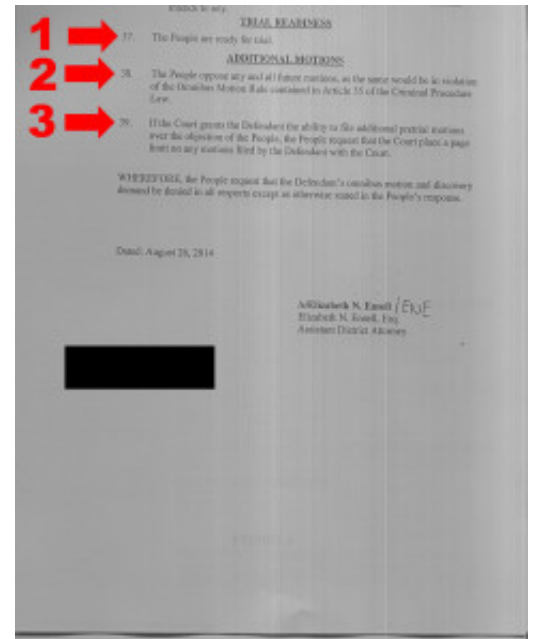 TRIAL READINESS
1
37. The People are ready for trial.
ADDITIONAL MOTIONS
2
38. The People oppose any and all future motions, as the same would be in violation
of the Omnibus Motion Rule contained in Article 55 of the Criminal Procedure
Law.
3
39. If the Court grants the Defendant the ability to file additional pretrial motions
over the objection of the People, the People request that the Court place a page
limit on any motions filed by the Defendant with the Court.
WHEREFORE, the People request that the Defendant's omnibus motion and discovery
demand be denied in all respects except as otherwise stated in the People's response.
Dated: August 28, 2014
Elizabeth N. /ENE
Elizabeth N. Esq.
Assistant District Attorney